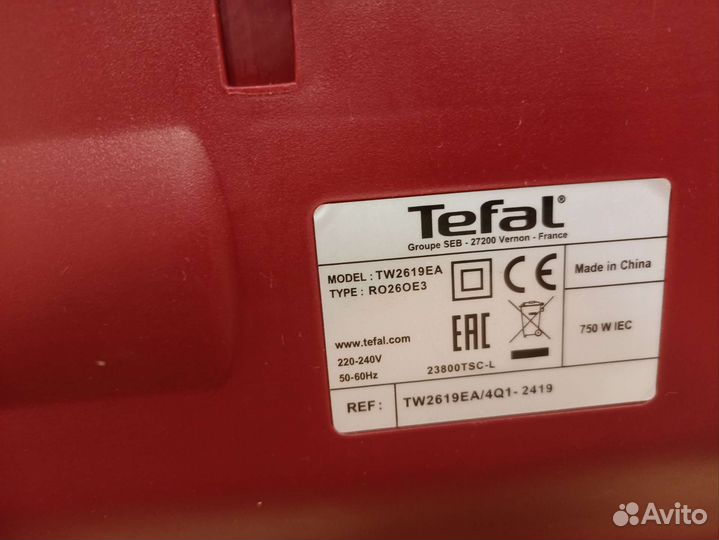 Tefal®
Groupe SEB - 27200 Vernon - France
MODEL : TW2619EA
TYPE : RO26OE3
CE
Made in China
www.tefal.com
220-240V
50-60Hz
EAC
23800TSC-L
750 W IEC
REF : TW2619EA/4Q1- 2419
Avito